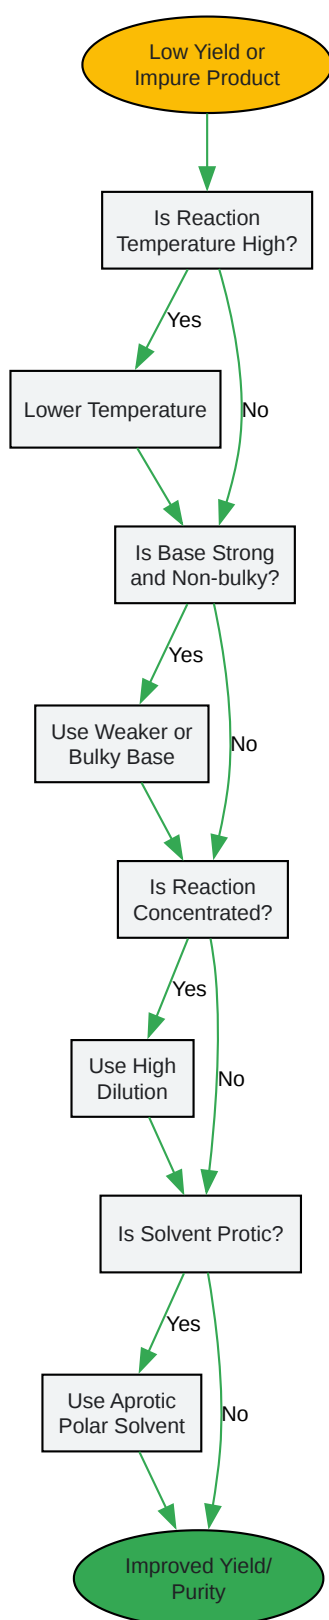 Low Yield or
Impure Product
Is Reaction
Temperature High?
Yes
Lower Temperature
No
Is Base Strong
and Non-bulky?
Yes
Use Weaker or
Bulky Base
No
Is Reaction
Concentrated?
Yes
Use High
Dilution
No
Is Solvent Protic?
Yes
Use Aprotic
Polar Solvent
No
Improved Yield/
Purity